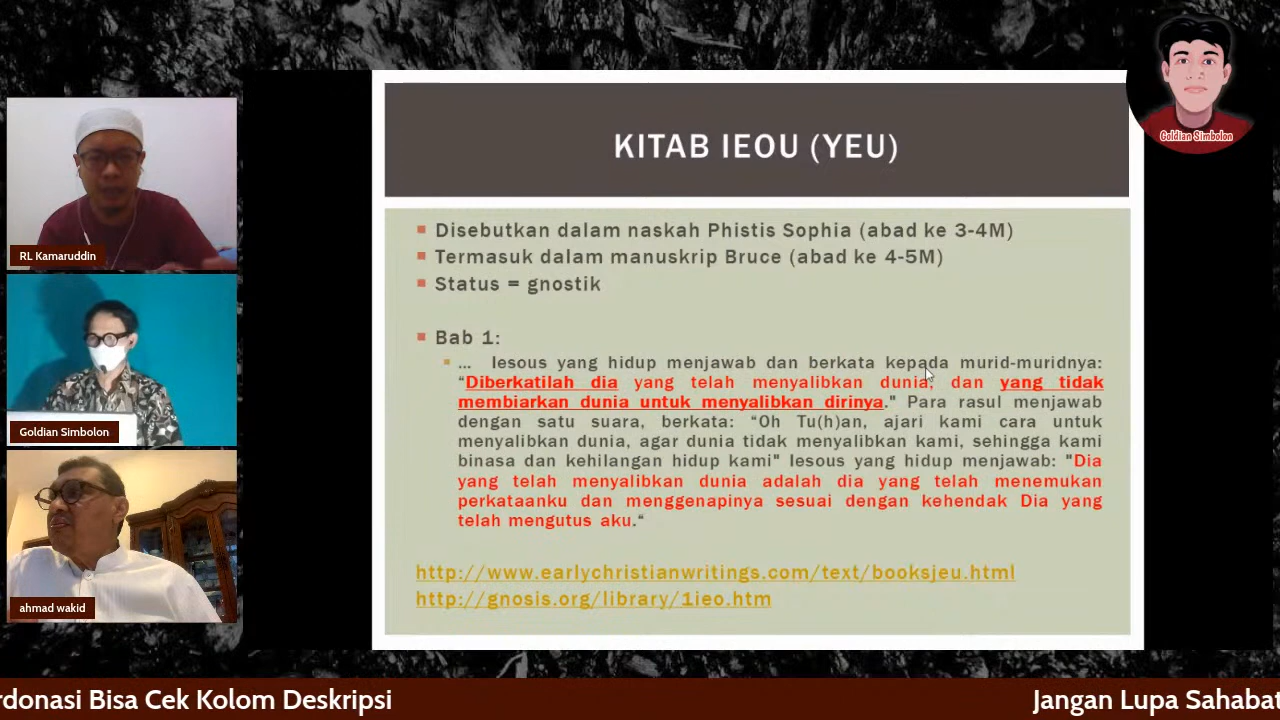 Goldian Simbolon
KITAB IEOU (YEU)
Disebutkan dalam naskah Phistis Sophia (abad ke 3-4M)
Termasuk dalam manuskrip Bruce (abad ke 4-5M)
Status = gnostik
Bab 1:
... Iesous yang hidup menjawab dan berkata kepada murid-muridnya:
“Diberkatilah dia yang telah menyalibkan dunia, dan yang tidak
membiarkan dunia untuk menyalibkan dirinya." Para rasul menjawab
dengan satu suara, berkata: “Oh Tu(h)an, ajari kami cara untuk
menyalibkan dunia, agar dunia tidak menyalibkan kami, sehingga kami
binasa dan kehilangan hidup kami" Iesous yang hidup menjawab: "Dia
yang telah menyalibkan dunia adalah dia yang telah menemukan
perkataanku dan menggenapinya sesuai dengan kehendak Dia yang
telah mengutus aku.“
http://www.earlychristianwritings.com/text/booksjeu.html
http://gnosis.org/library/1ieo.htm
RL Kamaruddin
Goldian Simbolon
ahmad wakid
rdonasi Bisa Cek Kolom Deskripsi
Jangan Lupa Sahabat